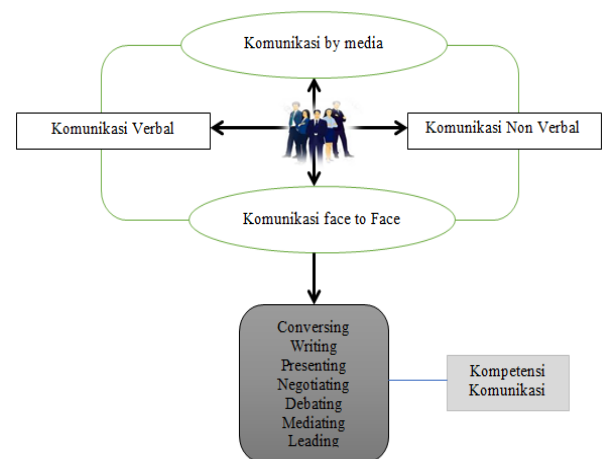 Komunikasi by media
Komunikasi Verbal
Komunikasi Non Verbal
Komunikasi face to Face
Conversing
Writing
Presenting
Negotiating
Debating
Mediating
Leading
Kompetensi
Komunikasi